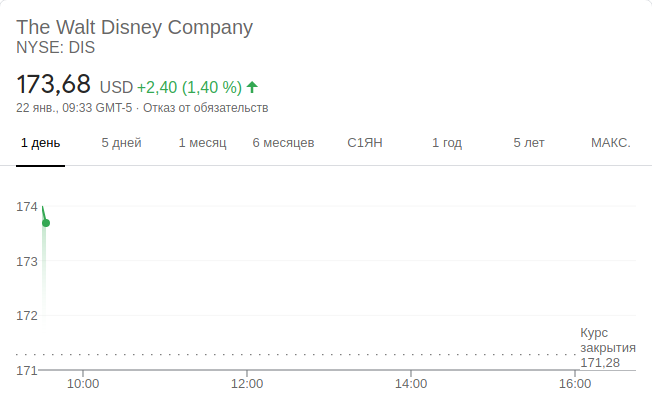 The Walt Disney Company
NYSE: DIS
173,68 USD +2,40 (1,40 %)
22 янв., 09:33 GMT-5 · Отказ от обязательств
1 день 5 дней 1 месяц 6 месяцев С1ЯН 1 год 5 лет МАКС.
174
173
172
Курс
закрытия
171,28
171
10:00 12:00 14:00 16:00